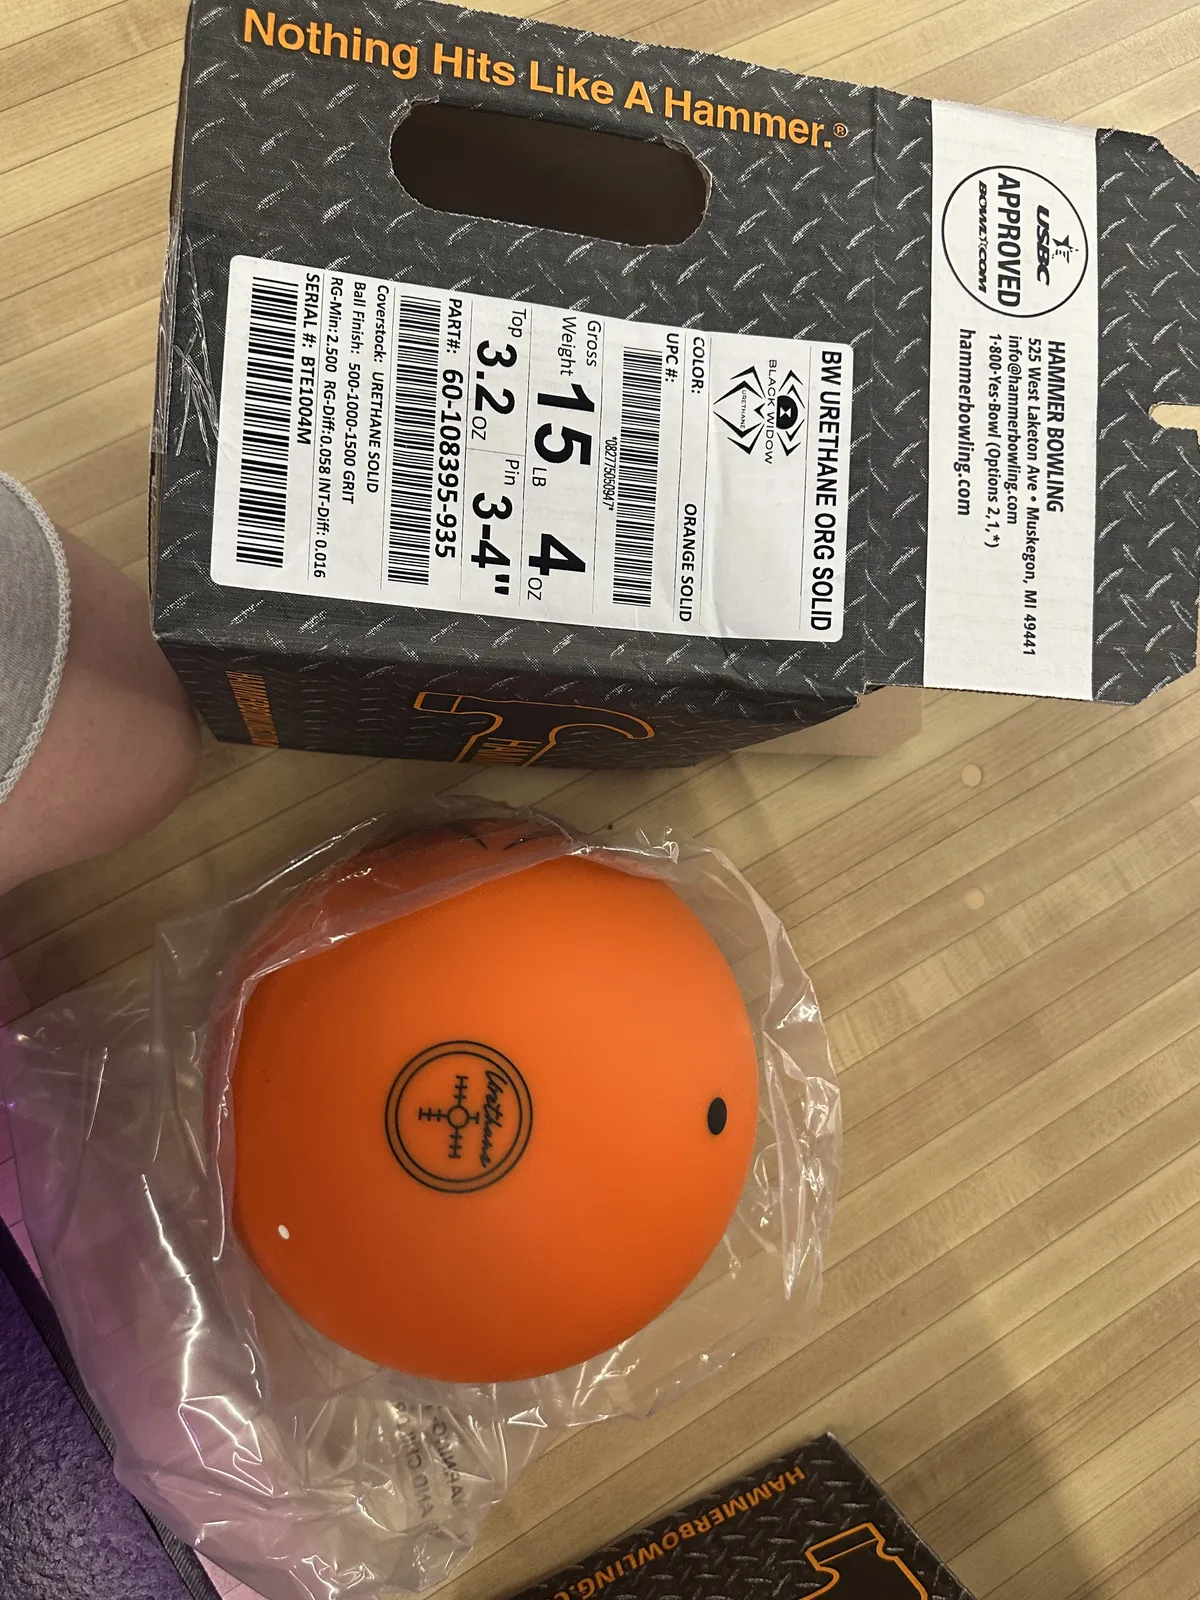 Nothing Hits Like A Hammer.®
USBC
APPROVED
BOWL.COM
HAMMER BOWLING
525 West Laketon Ave • Muskegon, MI 49441
info@hammerbowling.com
1-800-Yes-Bowl (Options 2,1,*)
hammerbowling.com
BW URETHANE ORG SOLID
BLACK WIDOW
URETHANE
COLOR: ORANGE SOLID
UPC #:
Gross Weight 15 LB 4 OZ
Top 3.2 OZ Pin 3-4"
PART#: 60-108395-935
Coverstock: URETHANE SOLID
Ball Finish: 500-1000-1500 GRIT
RG-Min:2.500 RG-Diff:0.058 INT-Diff: 0.016
SERIAL #: BTE1004M
Urethane
HAMMERBOWLING.C